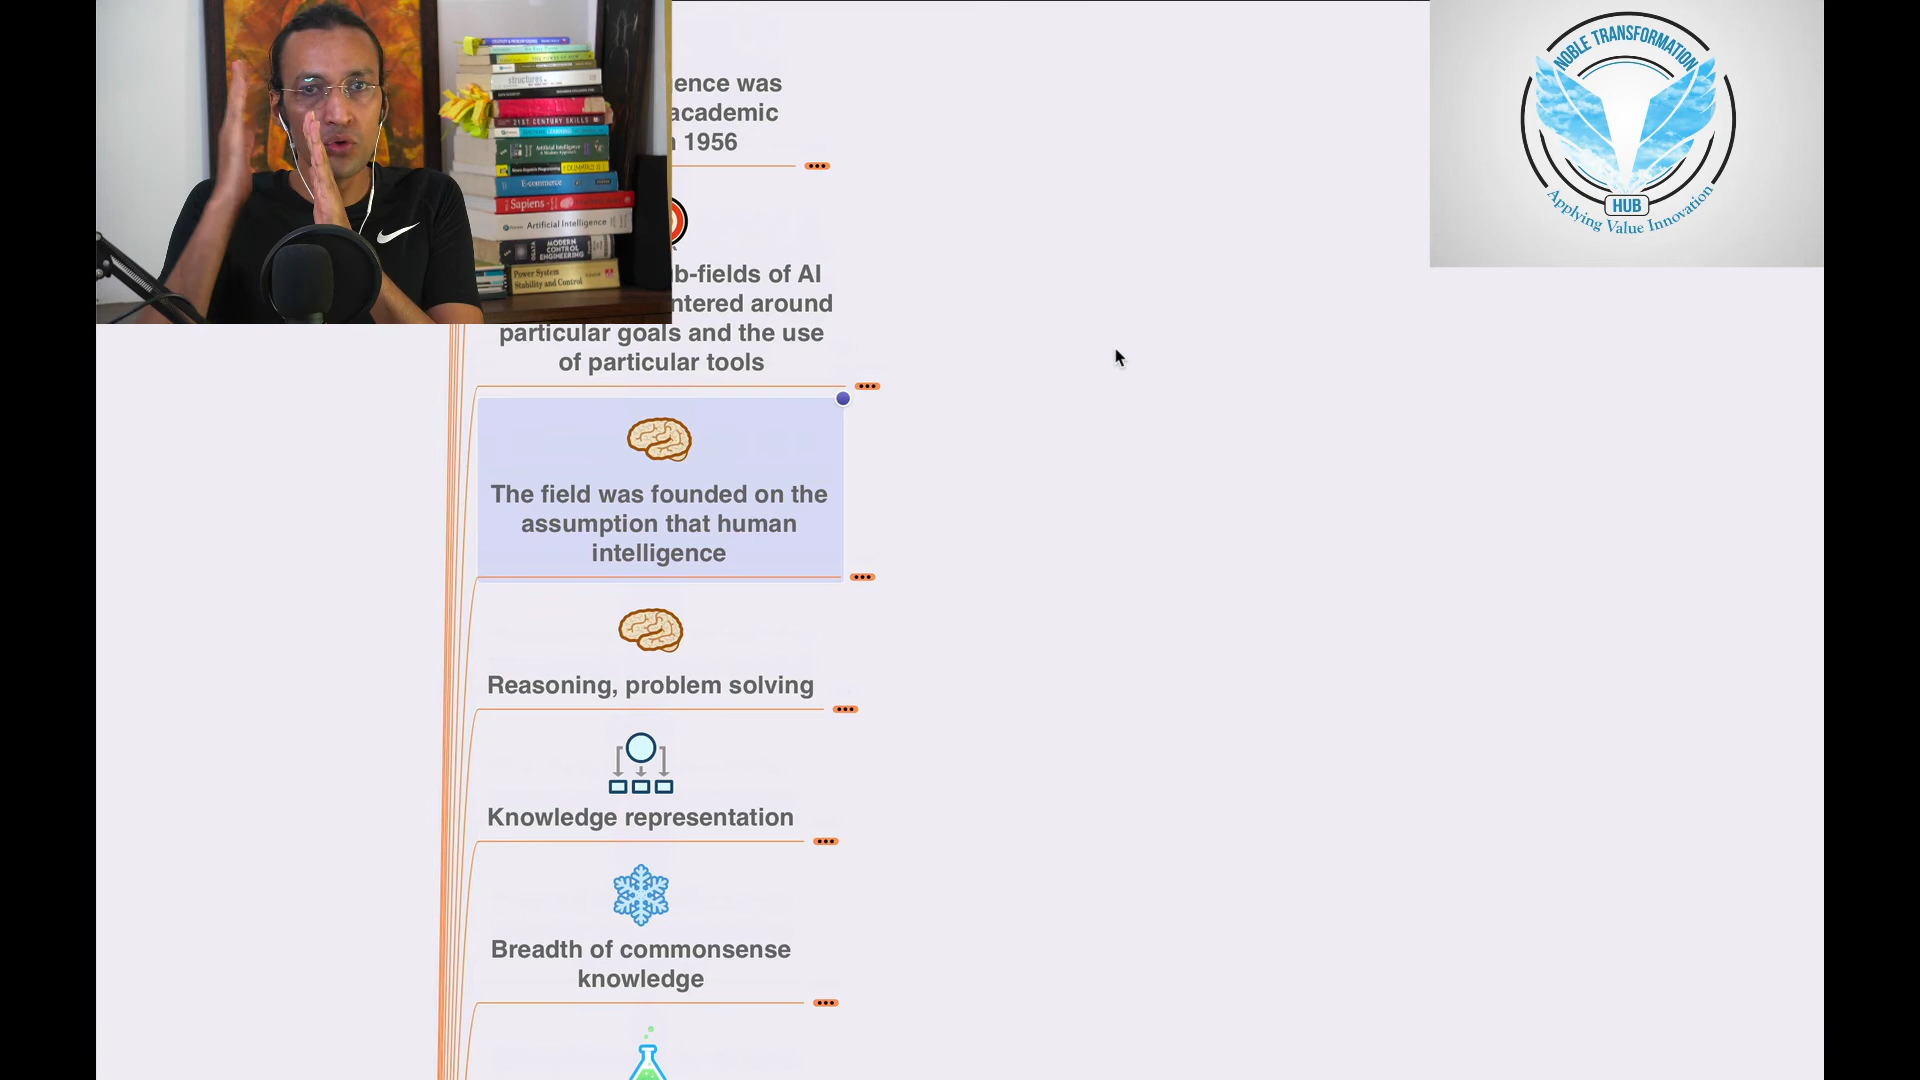 ence was
academic
1956
b-fields of AI
ntered around
particular goals and the use
of particular tools
The field was founded on the
assumption that human
intelligence
Reasoning, problem solving
Knowledge representation
Breadth of commonsense
knowledge
structures
21ST CENTURY SKILLS
Artificial Intelligence
E-commerce
Sapiens
Artificial Intelligence
MODERN
CONTROL
ENGINEERING
Power System
Stability and Control
NOBLE TRANSFORMATION
HUB
Applying Value Innovation